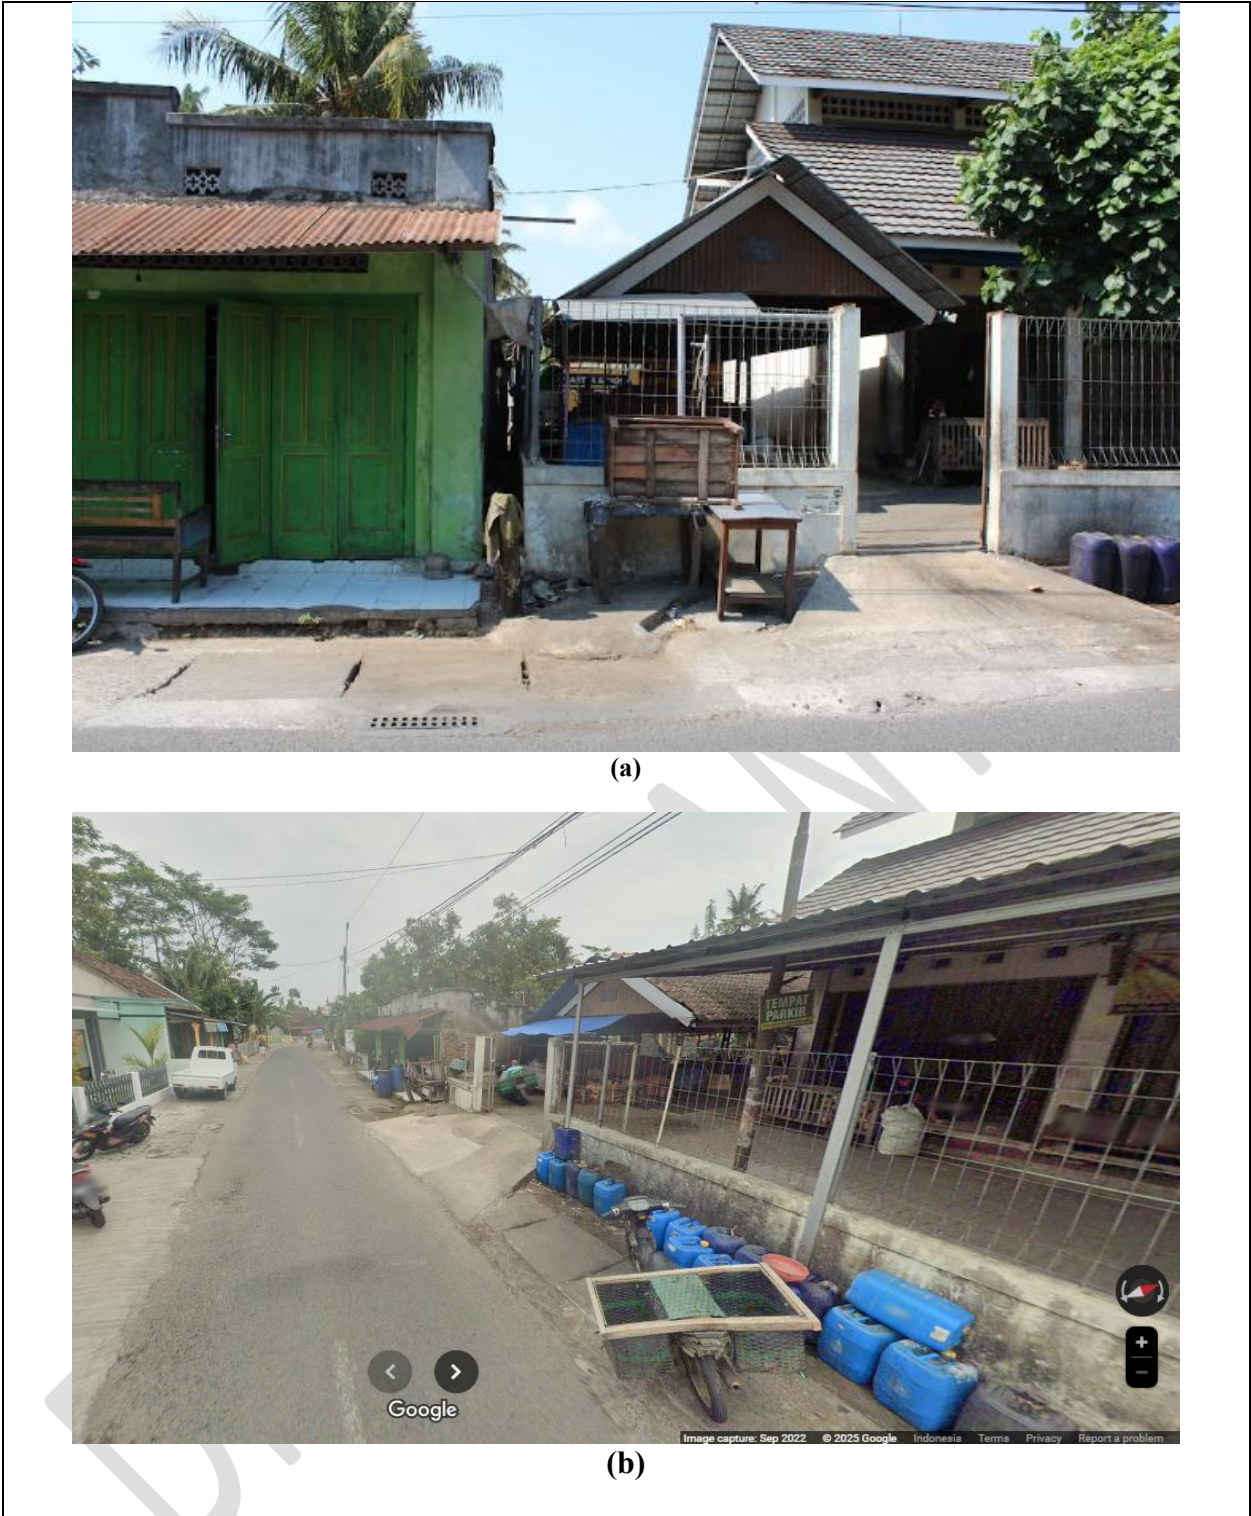 (a)
TEMPAT
PARKIR
Google
Image capture: Sep 2022 © 2025 Google Indonesia Terms Privacy Report a problem
(b)